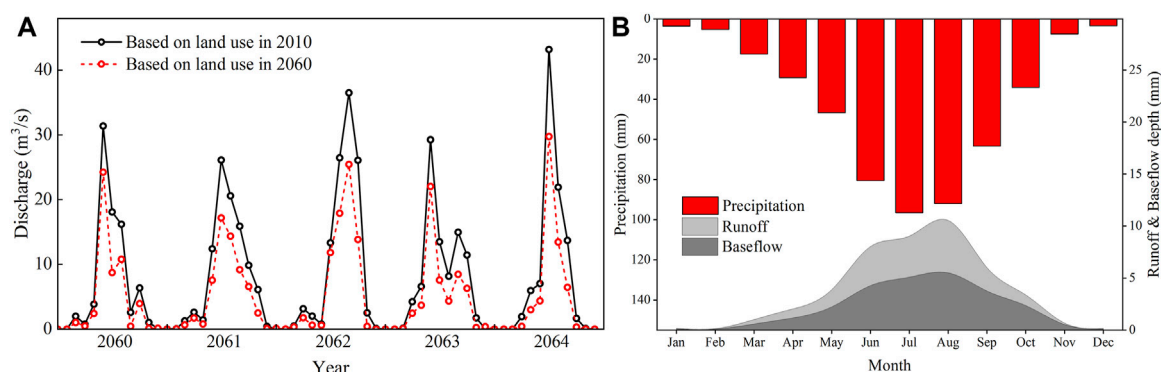 A
Based on land use in 2010
Based on land use in 2060
Discharge (m³/s)
40
30
20
10
0
2060 2061 2062 2063 2064
Year
B
Precipitation (mm)
0
20
40
60
80
100
120
140
Precipitation
Runoff
Baseflow
Runoff & Baseflow depth (mm)
25
20
15
10
5
0
Jan Feb Mar Apr May Jun Jul Aug Sep Oct Nov Dec
Month